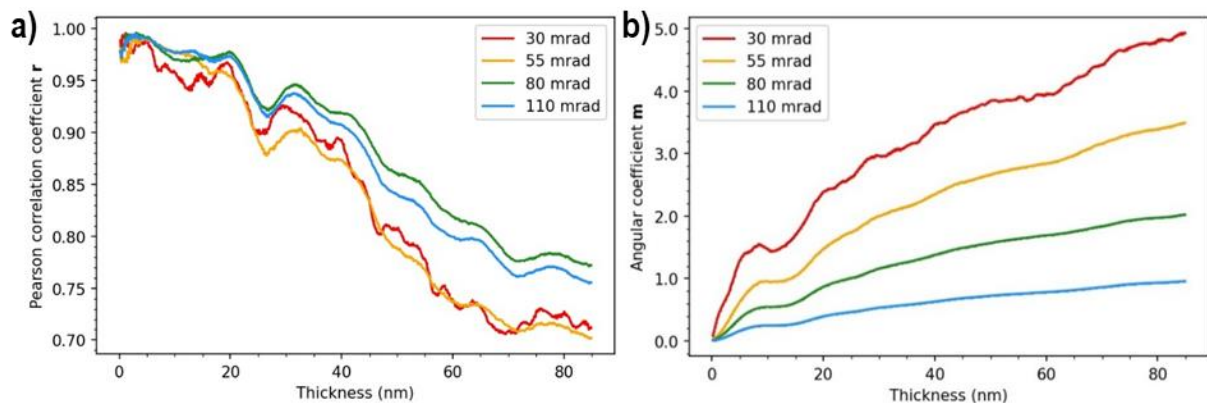 a)
Pearson correlation coeffcient r
1.00
0.95
0.90
0.85
0.80
0.75
0.70
30 mrad
55 mrad
80 mrad
110 mrad
0
20
40
60
80
Thickness (nm)
b)
Angular coefficient m
5.0
4.0
3.0
2.0
1.0
0.0
30 mrad
55 mrad
80 mrad
110 mrad
0
20
40
60
80
Thickness (nm)